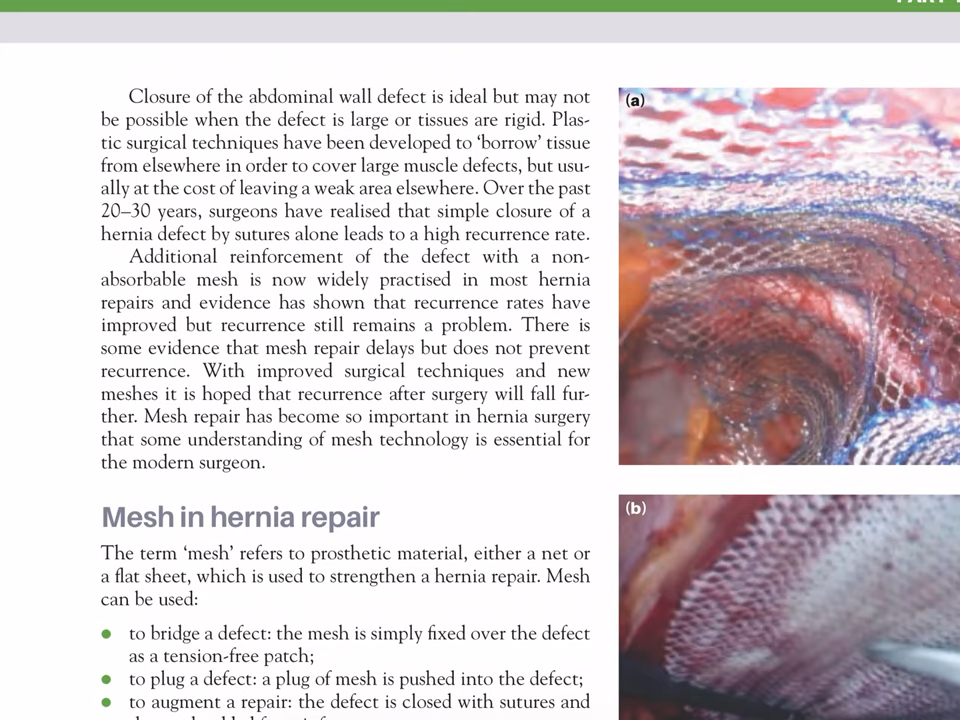 Closure of the abdominal wall defect is ideal but may not
be possible when the defect is large or tissues are rigid. Plas-
tic surgical techniques have been developed to ‘borrow’ tissue
from elsewhere in order to cover large muscle defects, but usu-
ally at the cost of leaving a weak area elsewhere. Over the past
20–30 years, surgeons have realised that simple closure of a
hernia defect by sutures alone leads to a high recurrence rate.
Additional reinforcement of the defect with a non-
absorbable mesh is now widely practised in most hernia
repairs and evidence has shown that recurrence rates have
improved but recurrence still remains a problem. There is
some evidence that mesh repair delays but does not prevent
recurrence. With improved surgical techniques and new
meshes it is hoped that recurrence after surgery will fall fur-
ther. Mesh repair has become so important in hernia surgery
that some understanding of mesh technology is essential for
the modern surgeon.
Mesh in hernia repair
The term ‘mesh’ refers to prosthetic material, either a net or
a flat sheet, which is used to strengthen a hernia repair. Mesh
can be used:
● to bridge a defect: the mesh is simply fixed over the defect
as a tension-free patch;
● to plug a defect: a plug of mesh is pushed into the defect;
● to augment a repair: the defect is closed with sutures and
(a)
(b)